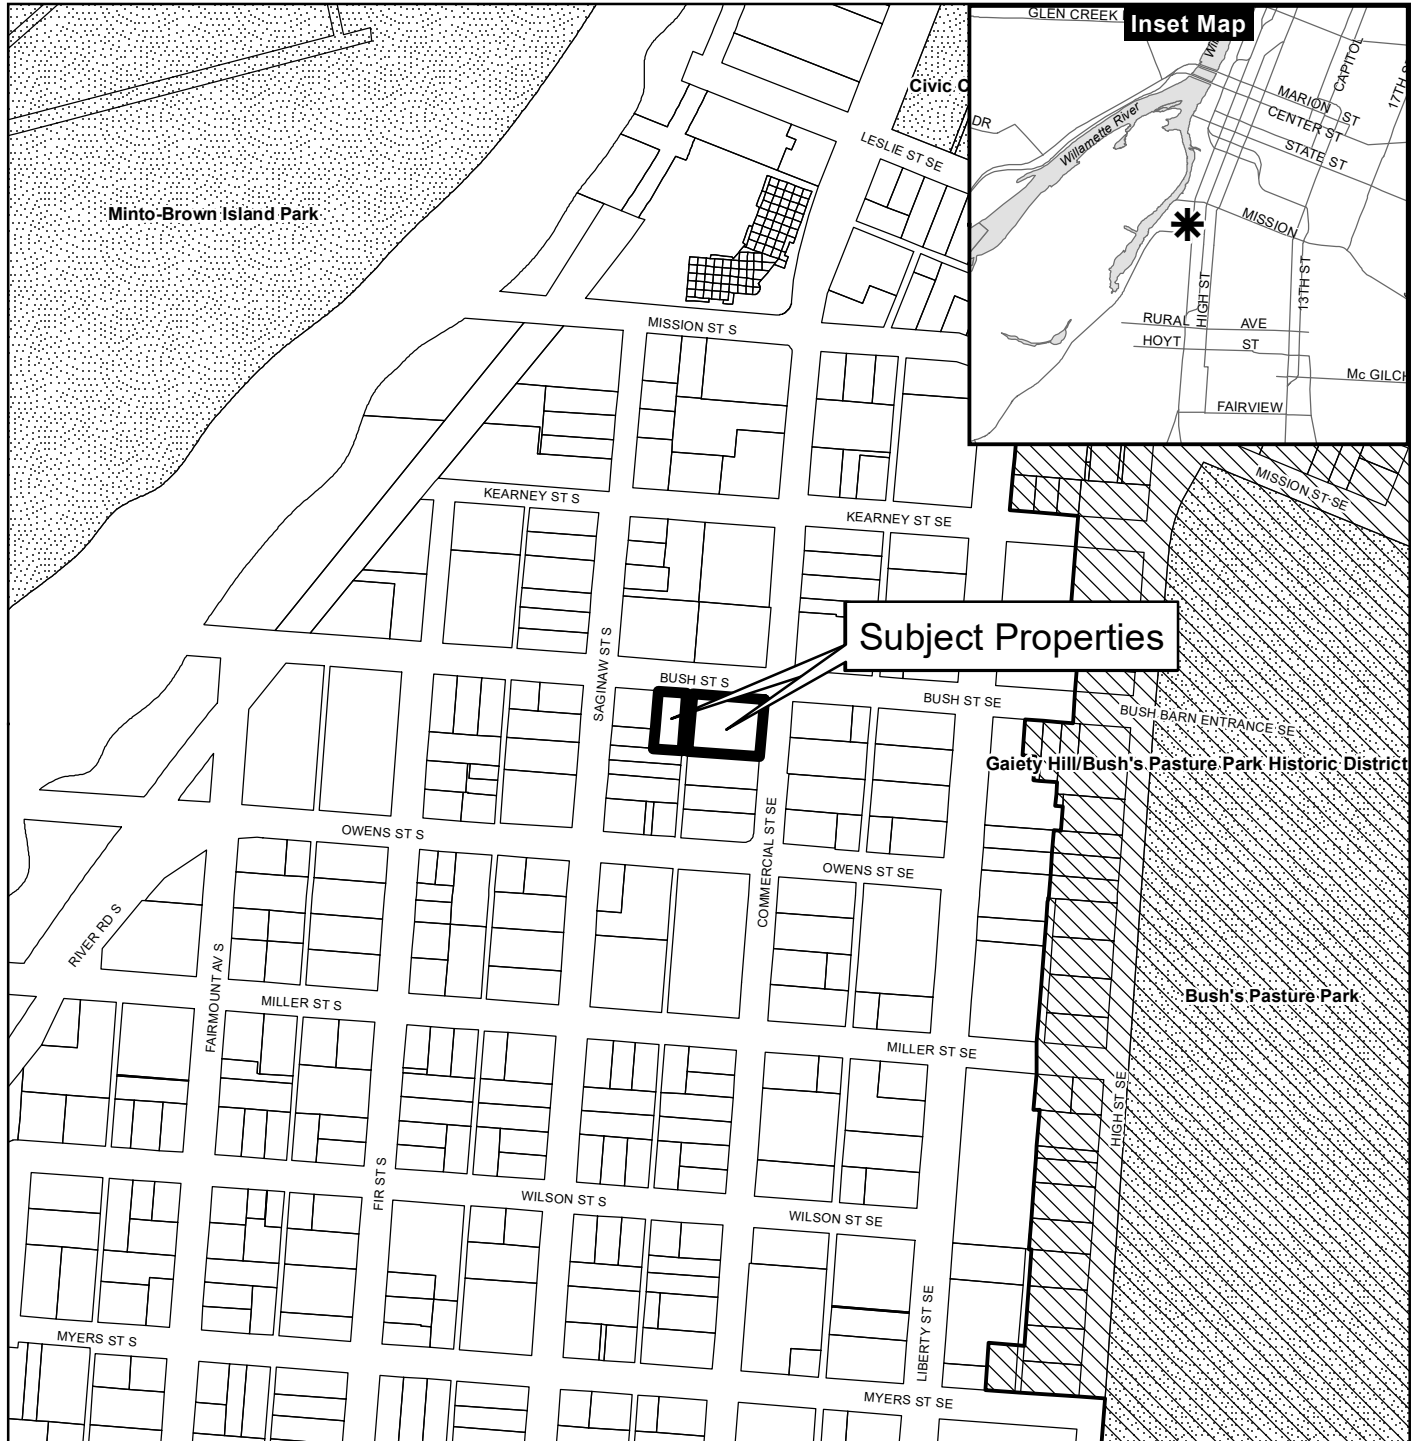 GLEN CREEK
Inset Map
CAPITOL
17TH
Civic
MARION ST
CENTER ST
STATE ST
DR
Willamette River
LESLIE ST SE
Minto-Brown Island Park
MISSION
HIGH ST
13TH ST
RURAL AVE
HOYT ST
MISSION ST S
Mc GILCH
FAIRVIEW
MISSION ST SE
KEARNEY ST S
KEARNEY ST SE
Subject Properties
SAGINAW ST S
BUSH ST S
BUSH ST SE
BUSH BARN ENTRANCE SE
Gaiety Hill/Bush's Pasture Park Historic District
OWENS ST S
COMMERCIAL ST SE
OWENS ST SE
RIVER RD S
FAIRMOUNT AV S
MILLER ST S
Bush's Pasture Park
MILLER ST SE
HIGH ST SE
FIR ST S
WILSON ST S
WILSON ST SE
LIBERTY ST SE
MYERS ST S
MYERS ST SE